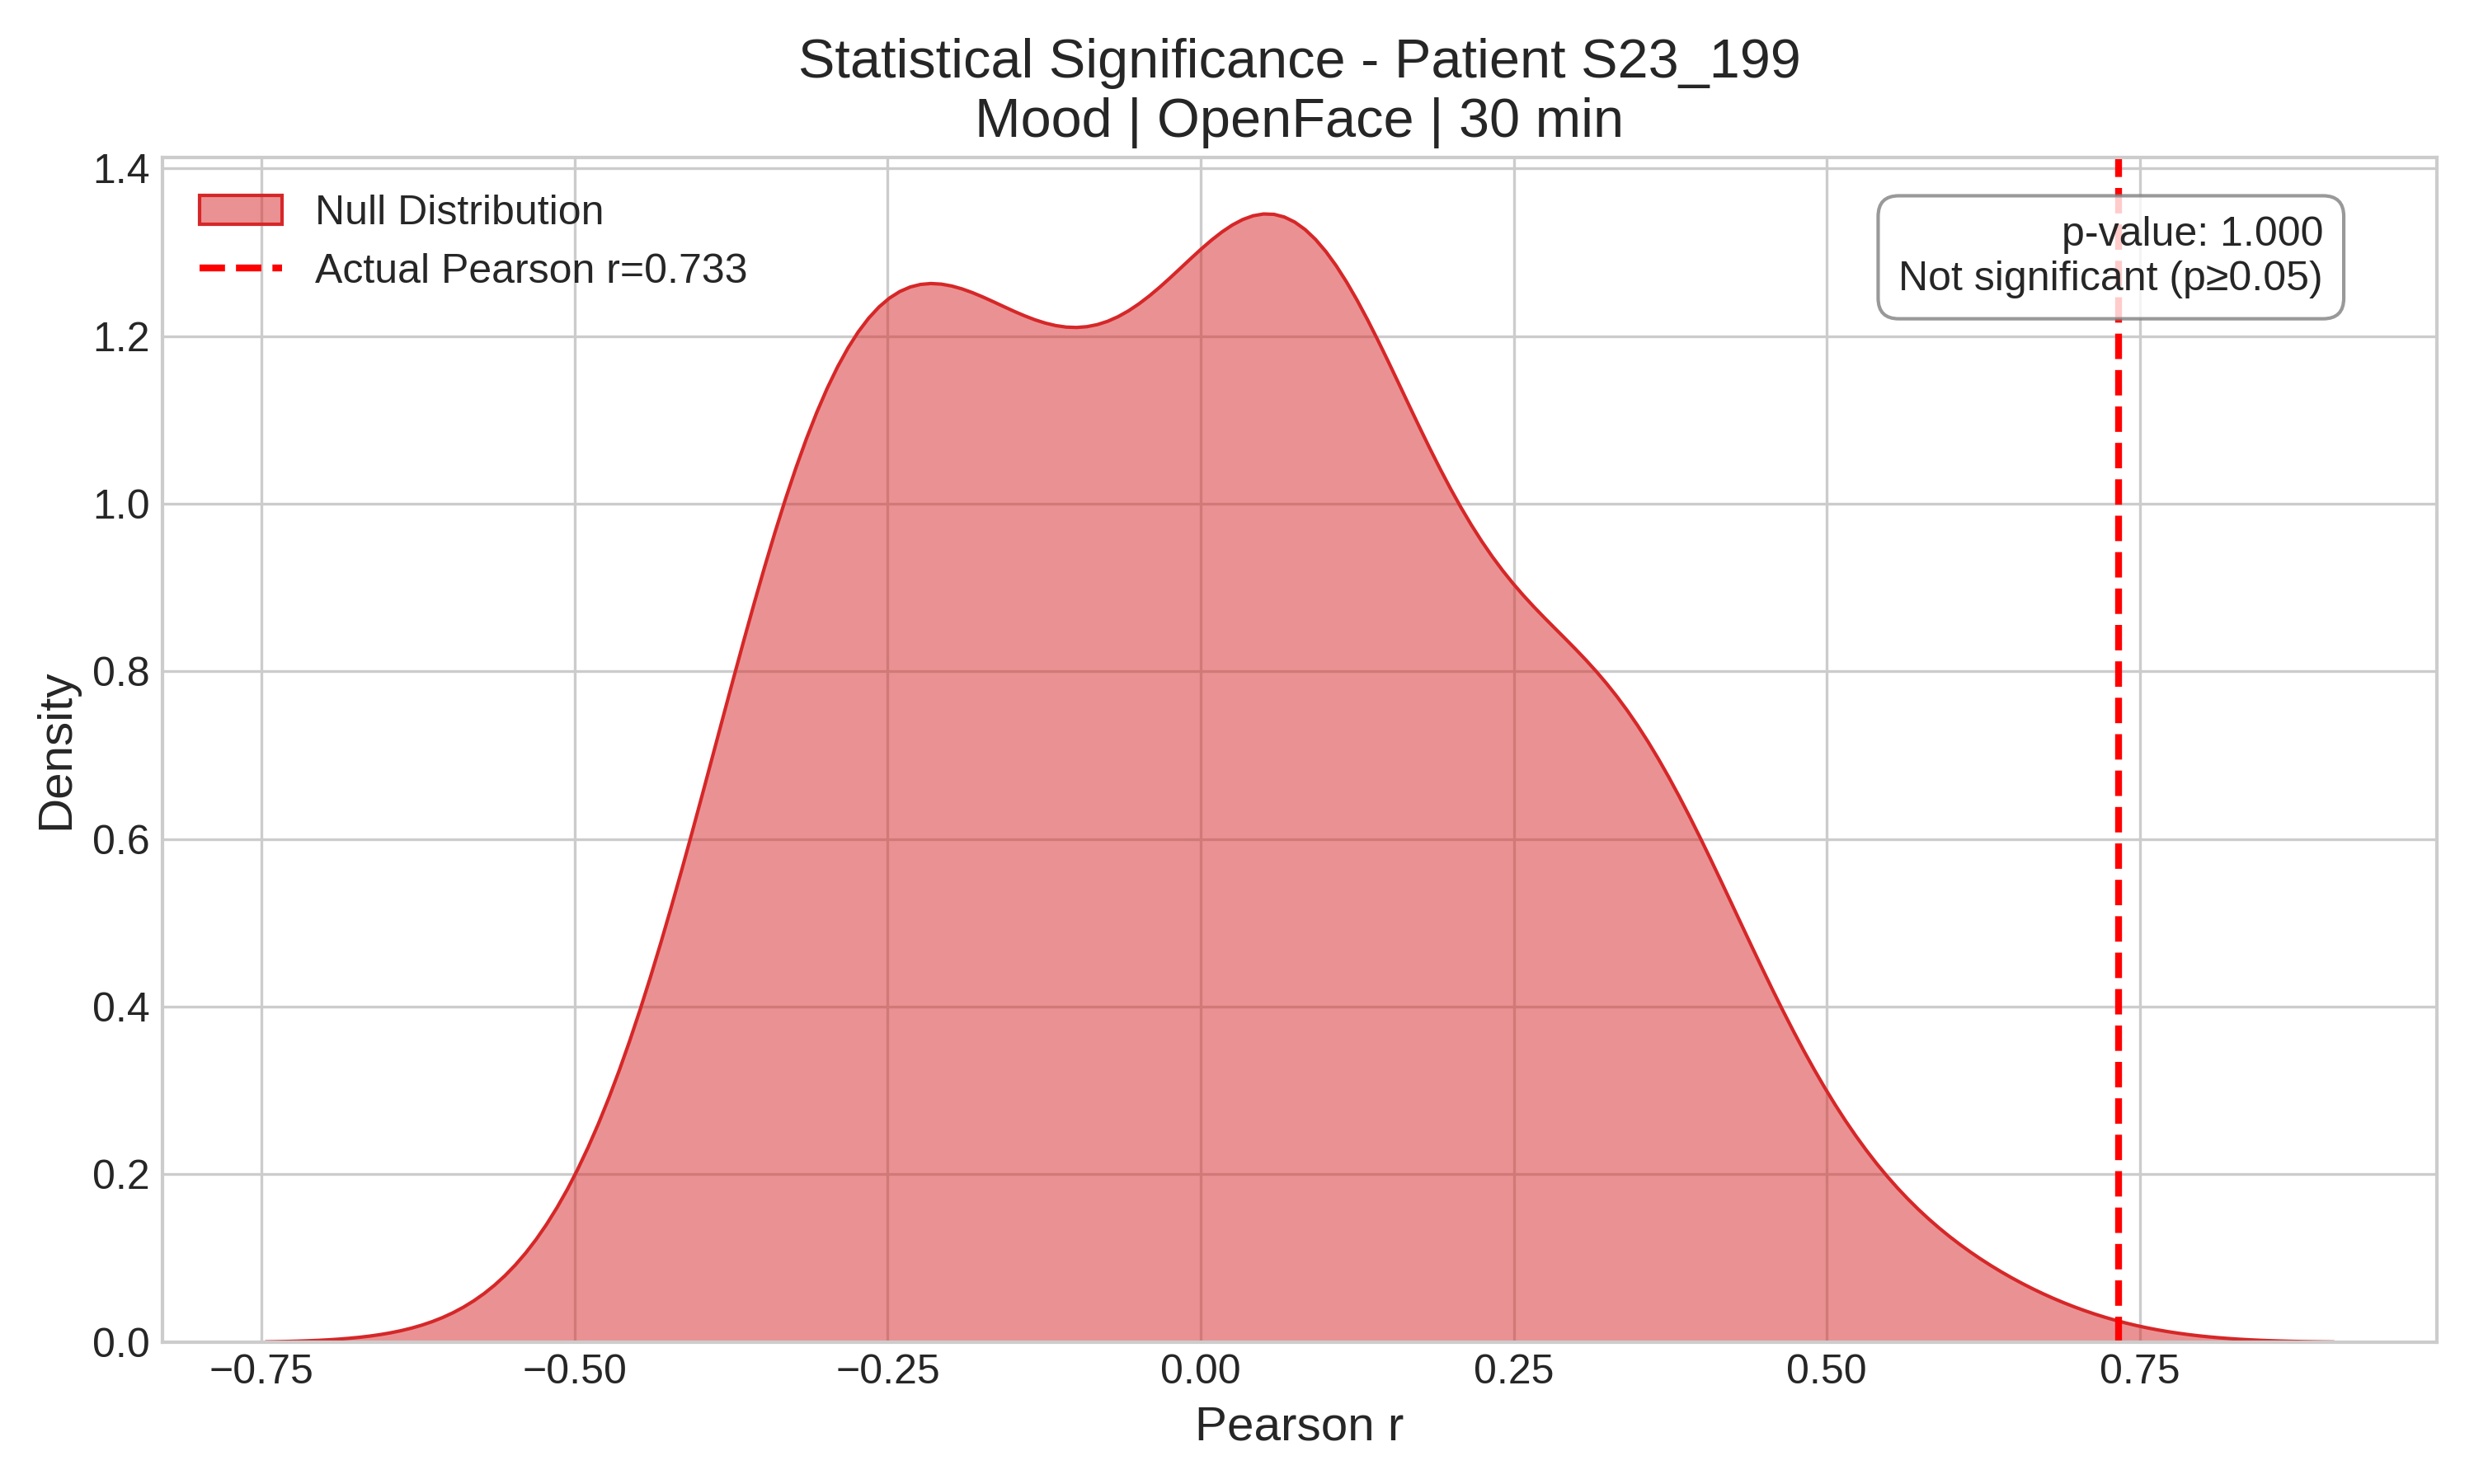 Statistical Significance - Patient S23_199
Mood | OpenFace | 30 min
Null Distribution
Actual Pearson r=0.733
p-value: 1.000
Not significant (p≥0.05)
Density
1.4
1.2
1.0
0.8
0.6
0.4
0.2
0.0
−0.75 −0.50 −0.25 0.00 0.25 0.50 0.75
Pearson r